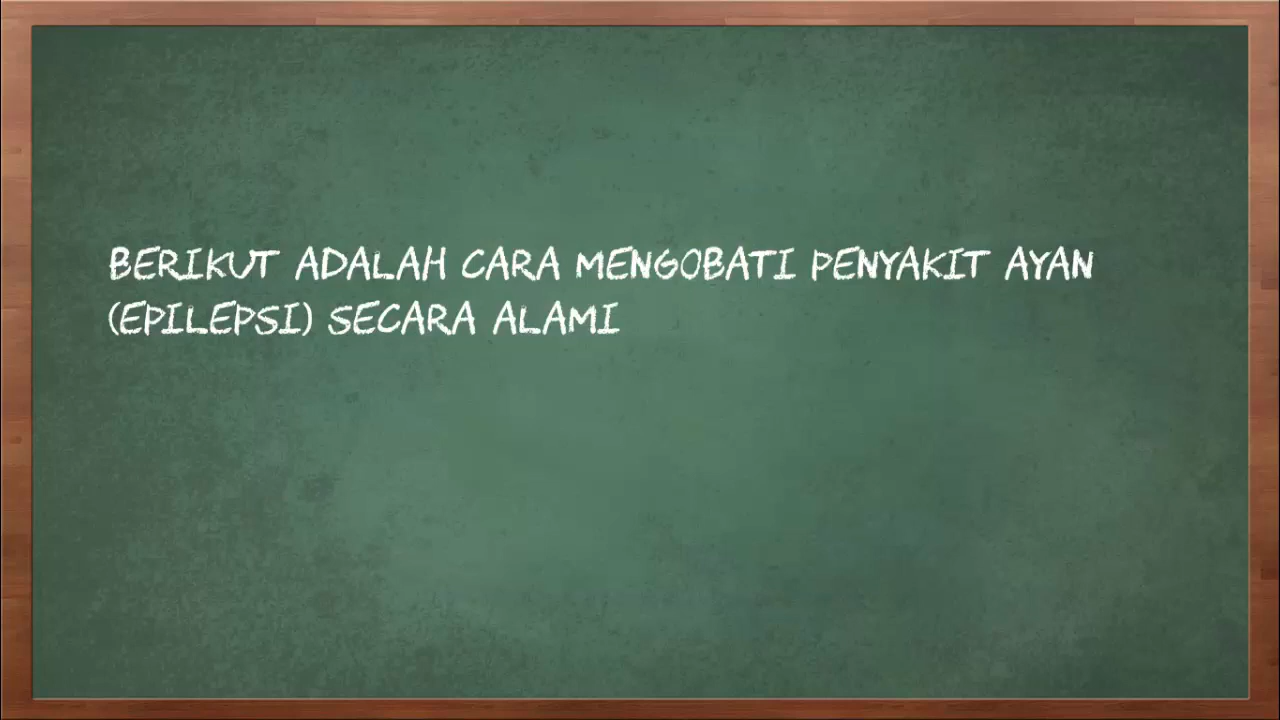 BERIKUT ADALAH CARA MENGOBATI PENYAKIT AYAN
(EPILEPSI) SECARA ALAMI